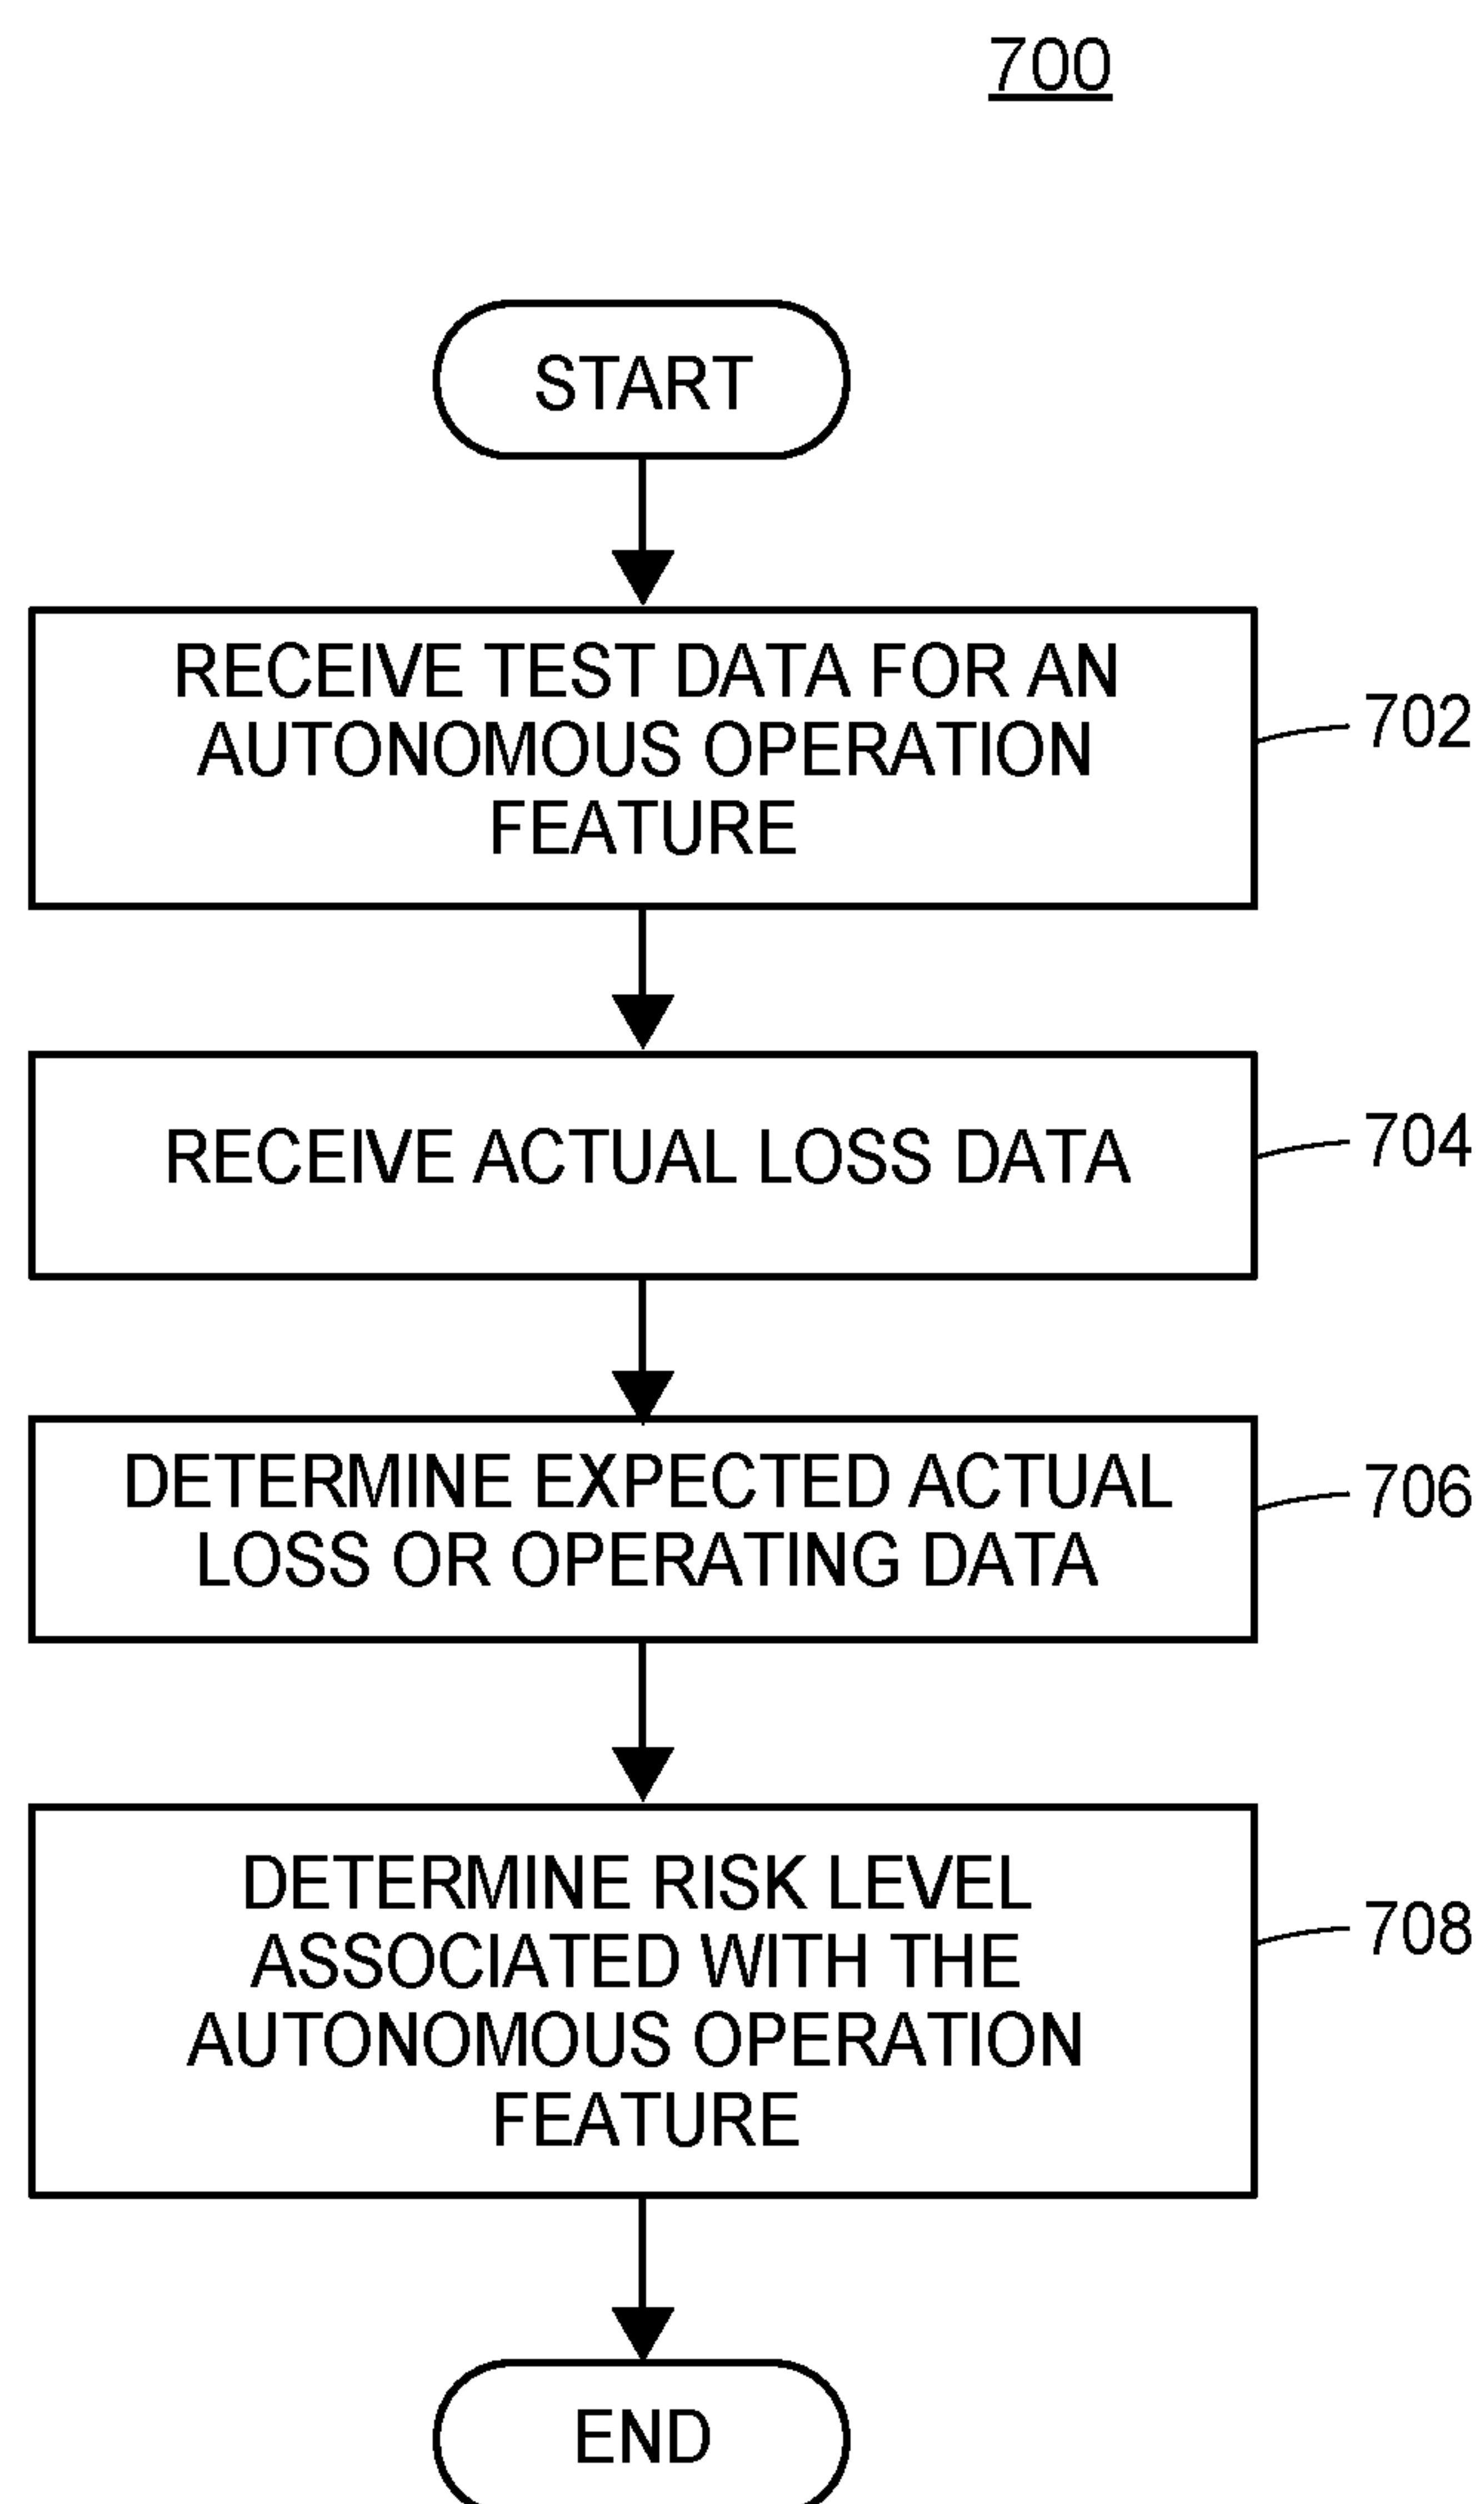 700
START
RECEIVE TEST DATA FOR AN
AUTONOMOUS OPERATION
FEATURE
702
RECEIVE ACTUAL LOSS DATA
704
DETERMINE EXPECTED ACTUAL
LOSS OR OPERATING DATA
706
DETERMINE RISK LEVEL
ASSOCIATED WITH THE
AUTONOMOUS OPERATION
FEATURE
708
END